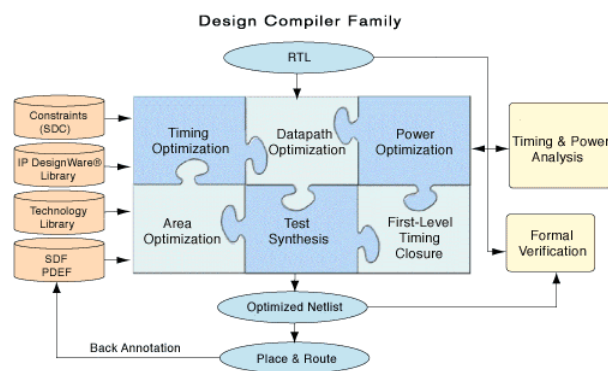 Design Compiler Family
RTL
Constraints
(SDC)
IP DesignWare®
Library
Technology
Library
SDF
PDEF
Timing
Optimization
Datapath
Optimization
Power
Optimization
Area
Optimization
Test
Synthesis
First-Level
Timing
Closure
Timing & Power
Analysis
Formal
Verification
Optimized Netlist
Back Annotation
Place & Route